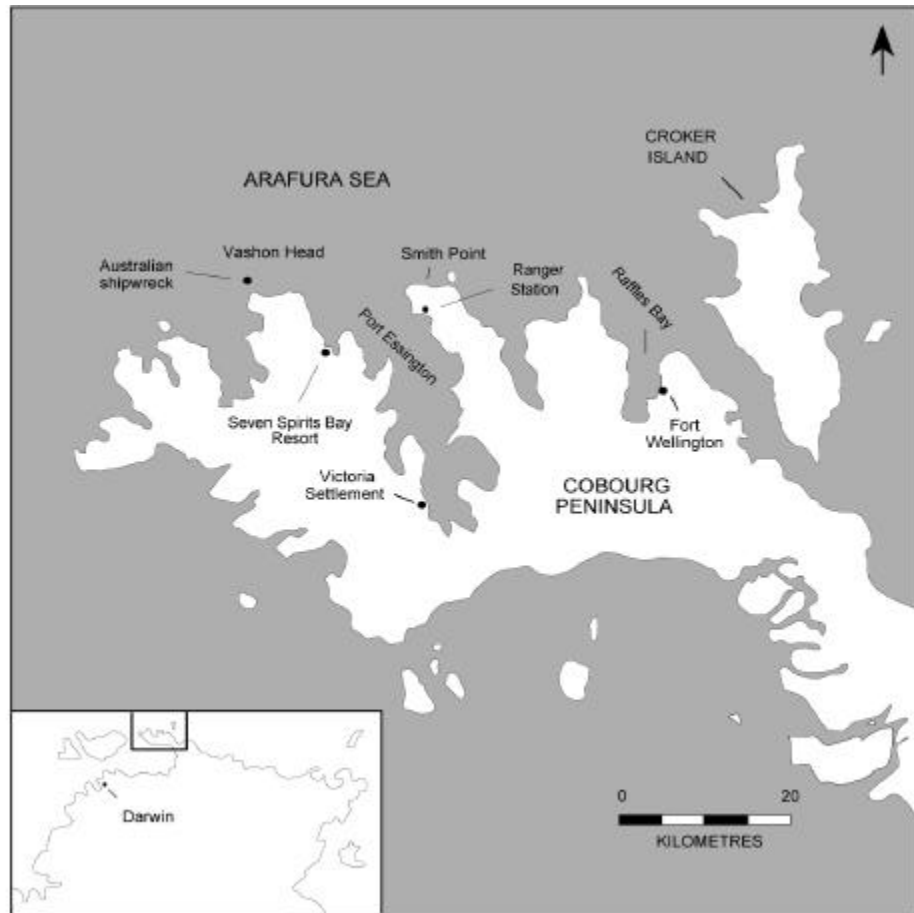 CROKER
ISLAND
ARAFURA SEA
Vashon Head
Australian
shipwreck
Smith Point
Ranger
Station
Raffles Bay
Port Essington
Seven Spirits Bay
Resort
Fort
Wellington
Victoria
Settlement
COBOURG
PENINSULA
Darwin
0 20
KILOMETRES